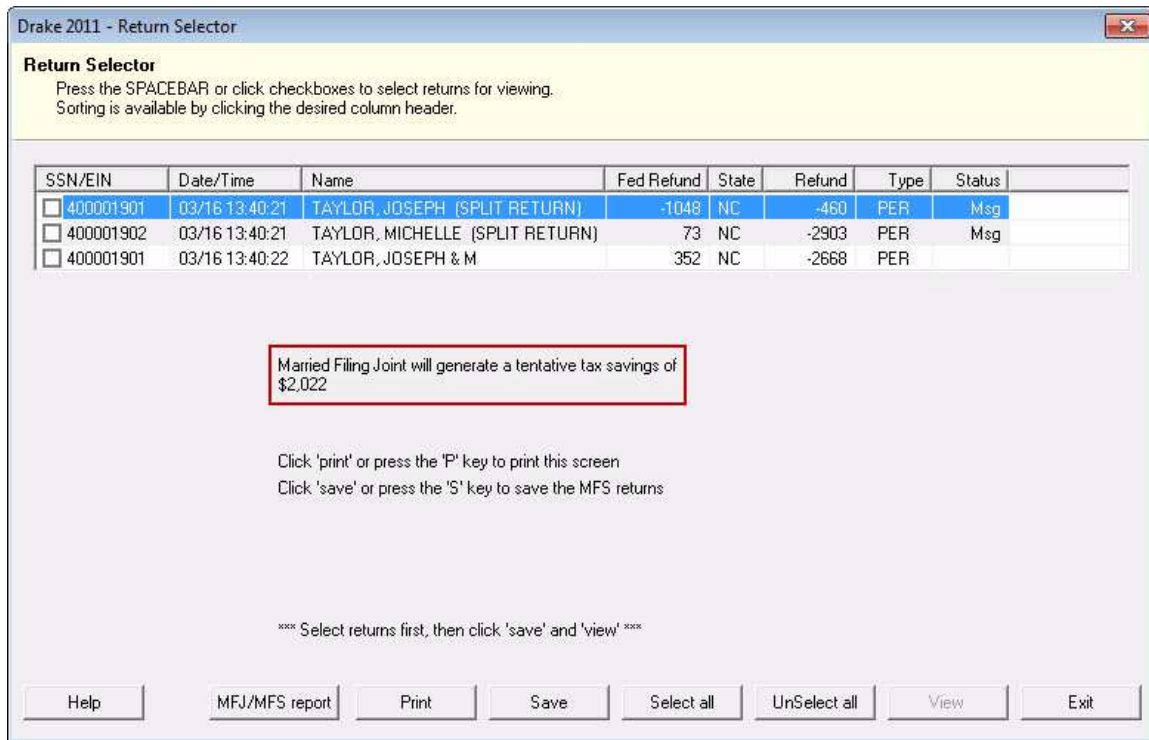 Drake 2011 - Return Selector
Return Selector
Press the SPACEBAR or click checkboxes to select returns for viewing.
Sorting is available by clicking the desired column header.
SSN/EIN Date/Time Name Fed Refund State Refund Type Status
400001901 03/16 13:40:21 TAYLOR, JOSEPH (SPLIT RETURN) -1048 NC -460 PER Msg
400001902 03/16 13:40:21 TAYLOR, MICHELLE (SPLIT RETURN) 73 NC -2903 PER Msg
400001901 03/16 13:40:22 TAYLOR, JOSEPH & M 352 NC -2668 PER
Married Filing Joint will generate a tentative tax savings of
$2,022
Click 'print' or press the 'P' key to print this screen
Click 'save' or press the 'S' key to save the MFS returns
*** Select returns first, then click 'save' and 'view' ***
Help MFJ/MFS report Print Save Select all UnSelect all View Exit